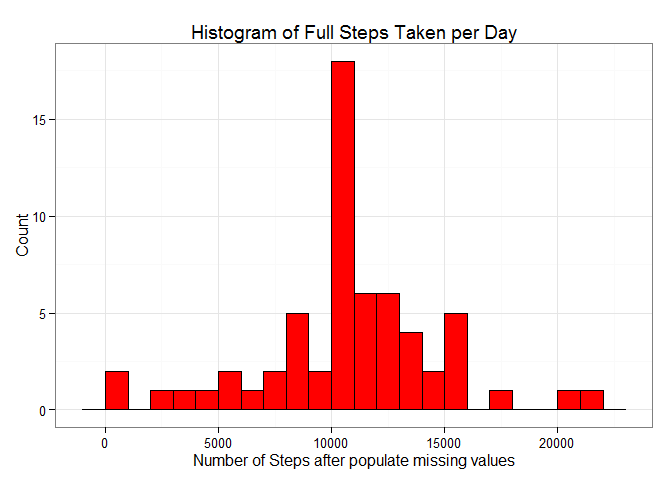 Histogram of Full Steps Taken per Day
Count
15
10
5
0
0 5000 10000 15000 20000
Number of Steps after populate missing values